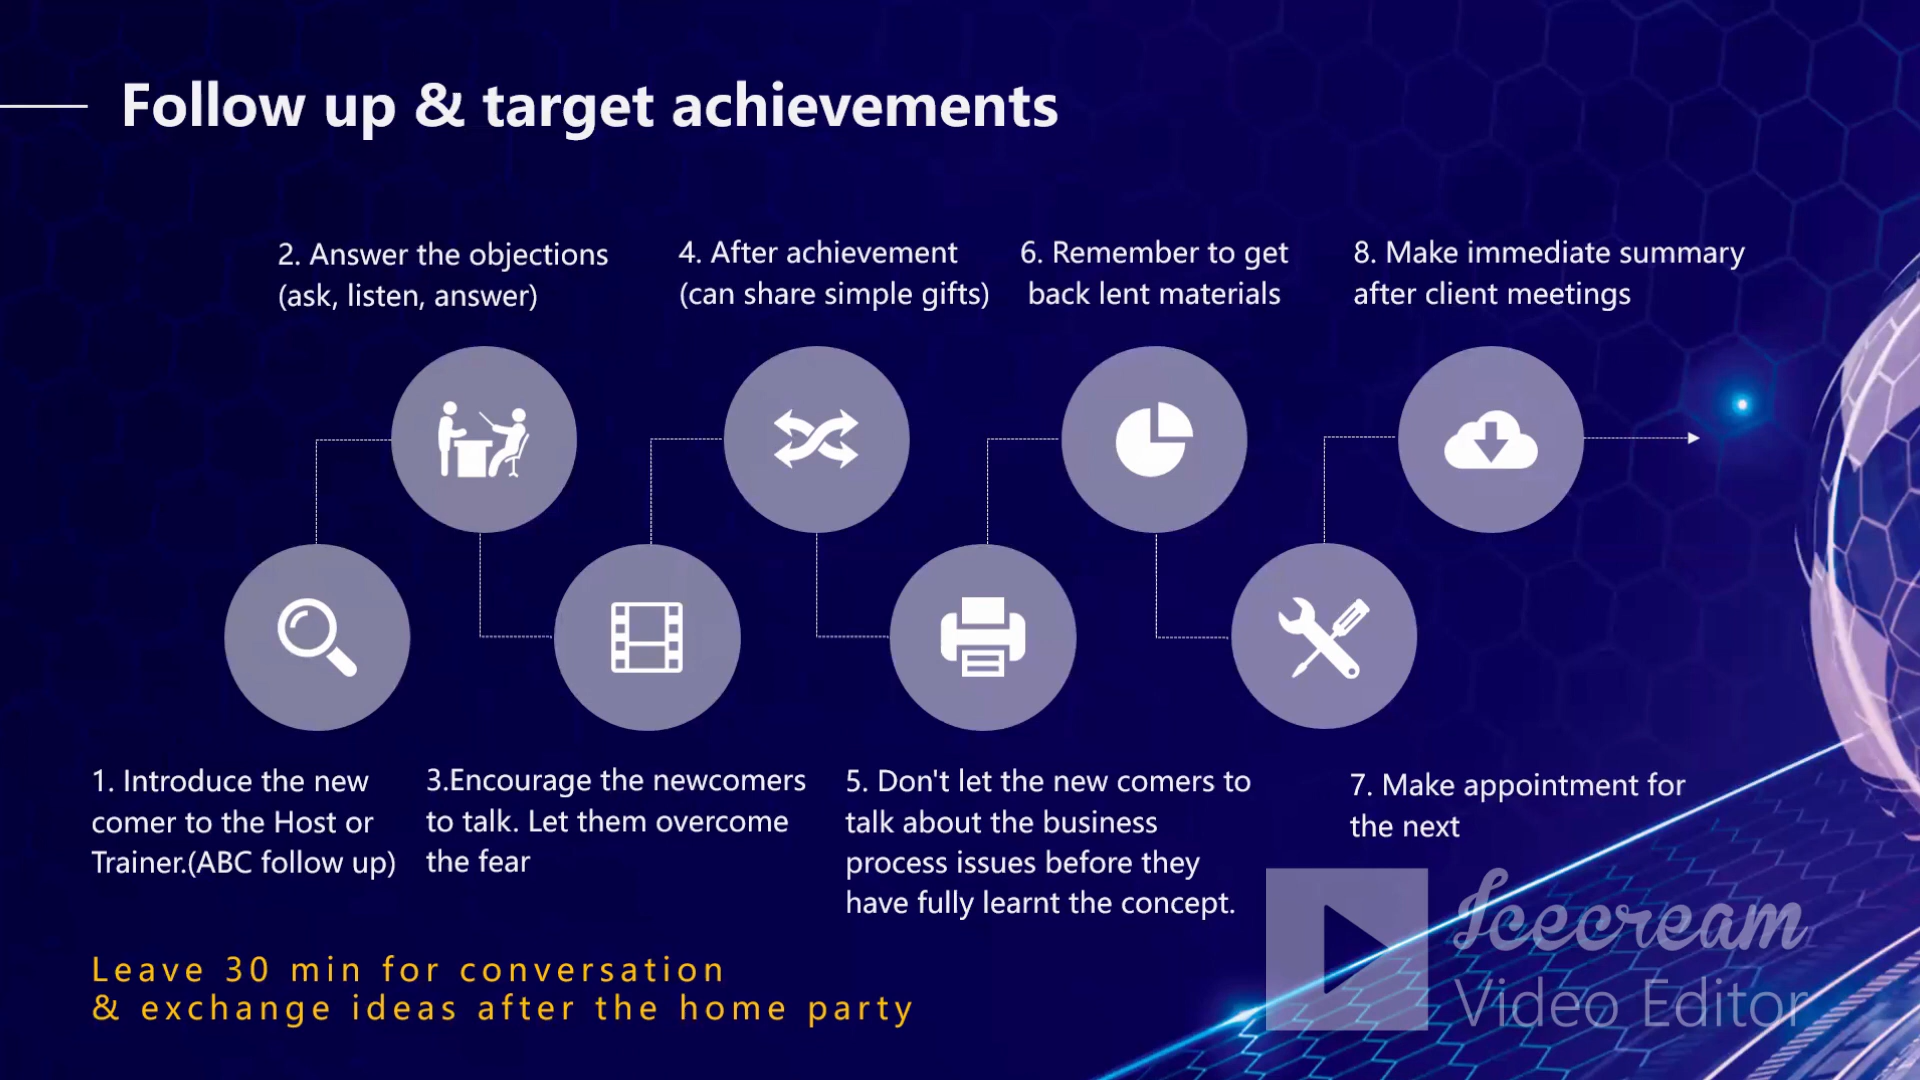 Follow up & target achievements
2. Answer the objections
(ask, listen, answer)
4. After achievement
(can share simple gifts)
6. Remember to get
back lent materials
8. Make immediate summary
after client meetings
1. Introduce the new
comer to the Host or
Trainer.(ABC follow up)
3.Encourage the newcomers
to talk. Let them overcome
the fear
5. Don't let the new comers to
talk about the business
process issues before they
have fully learnt the concept.
7. Make appointment for
the next
Leave 30 min for conversation
& exchange ideas after the home party
Icecream
Video Editor